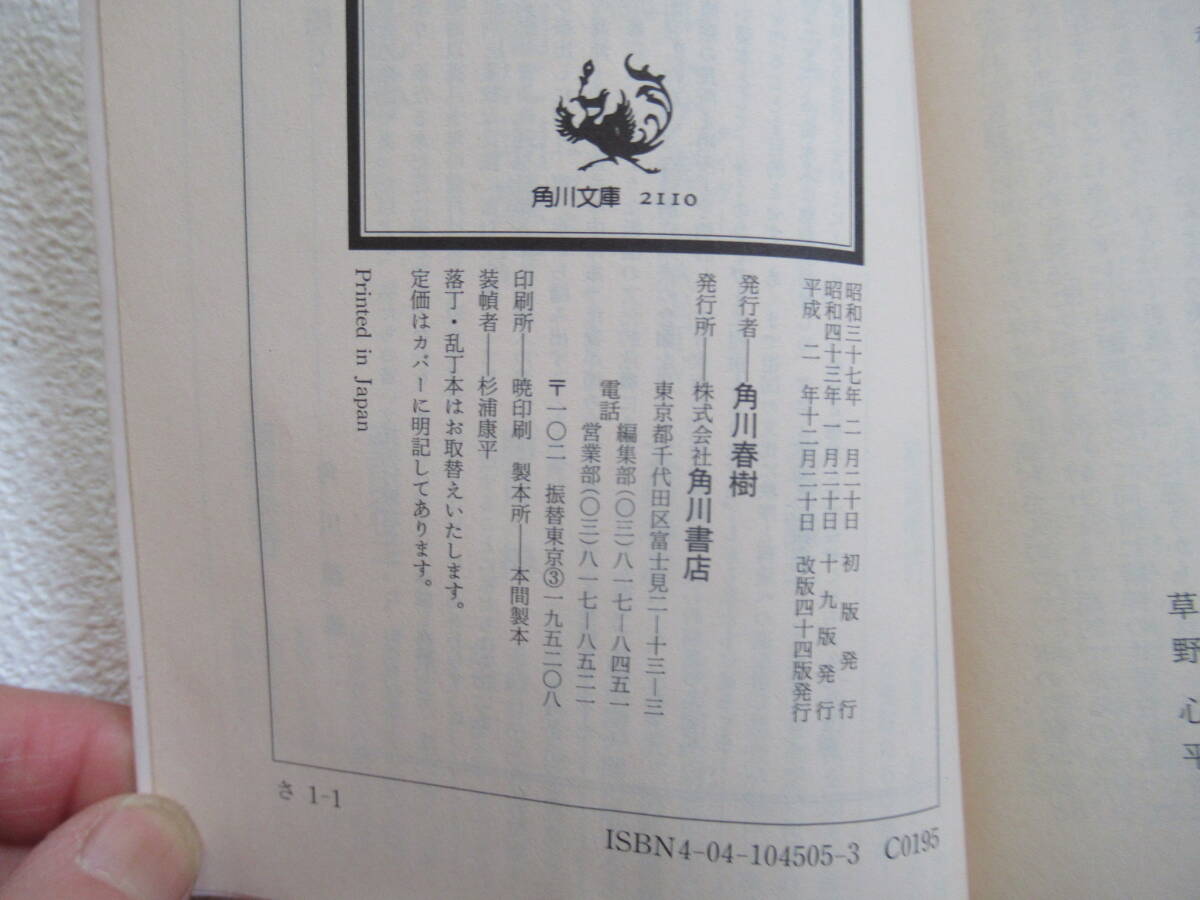 草野心平
角川文庫 2110
昭和三十七年 二 月二十日 初 版 発 行
昭和四十三年 一 月二十日 十 九 版 発 行
平成 二 年十二月二十日 改版四十四版発行
発行者――角川春樹
発行所――株式会社角川書店
東京都千代田区富士見二―十三―三
電話 編集部(〇三)八一七―八四五一
営業部(〇三)八一七―八五二一
〒一〇二 振替東京③一九五二〇八
印刷所――暁印刷 製本所――本間製本
装幀者――杉浦康平
落丁・乱丁本はお取替えいたします。
定価はカバーに明記してあります。
Printed in Japan
さ 1-1
ISBN4-04-104505-3 C0195